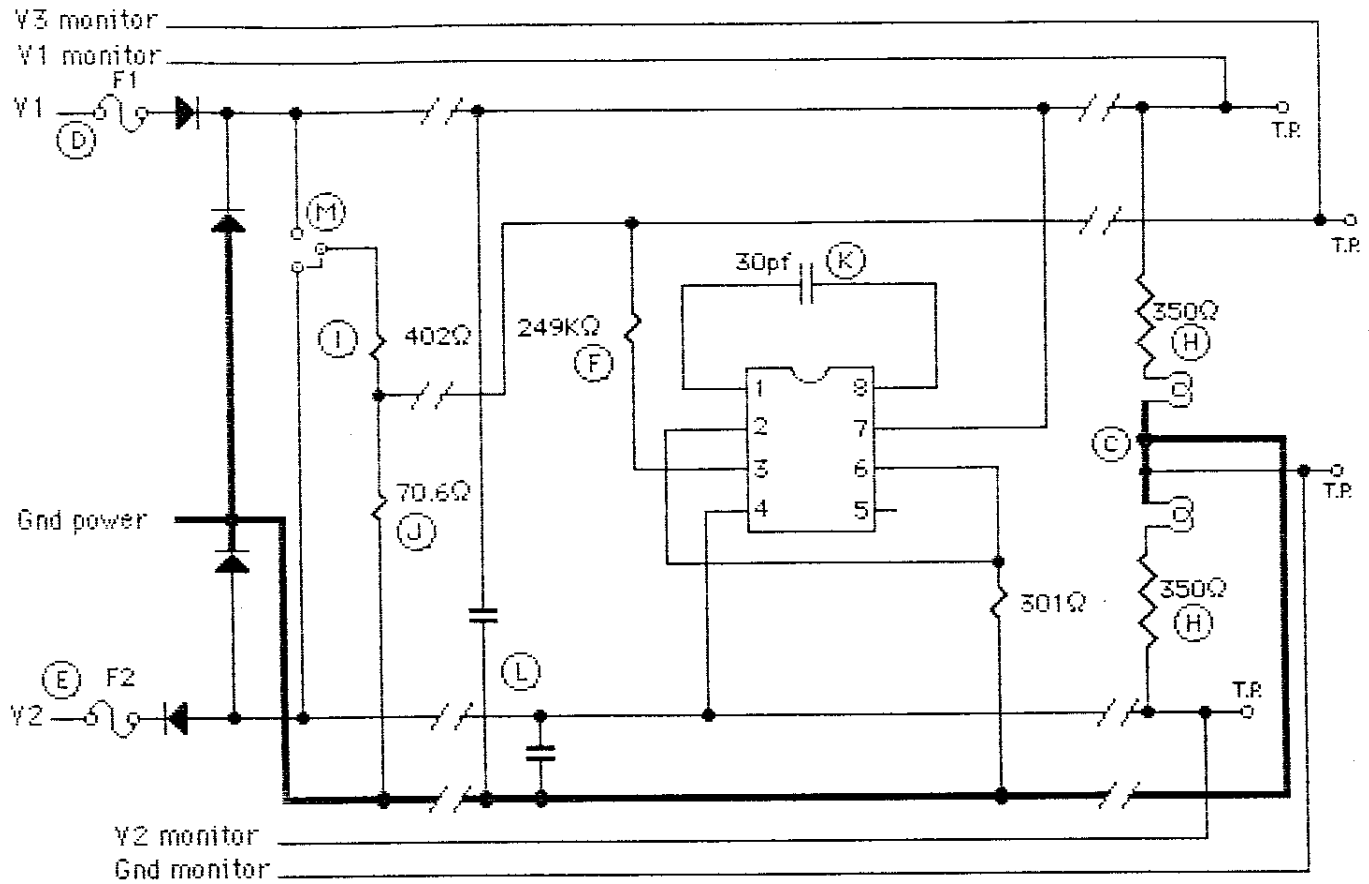 V3 monitor
V1 monitor
F1
V1
D
T.P.
M
T.P.
30pf K
350Ω
H
I 402Ω 249KΩ
F
1 8
2 7
3 6
4 5
C
T.P.
70.6Ω
J
Gnd power
301Ω
350Ω
H
L
E F2
V2
T.P.
V2 monitor
Gnd monitor